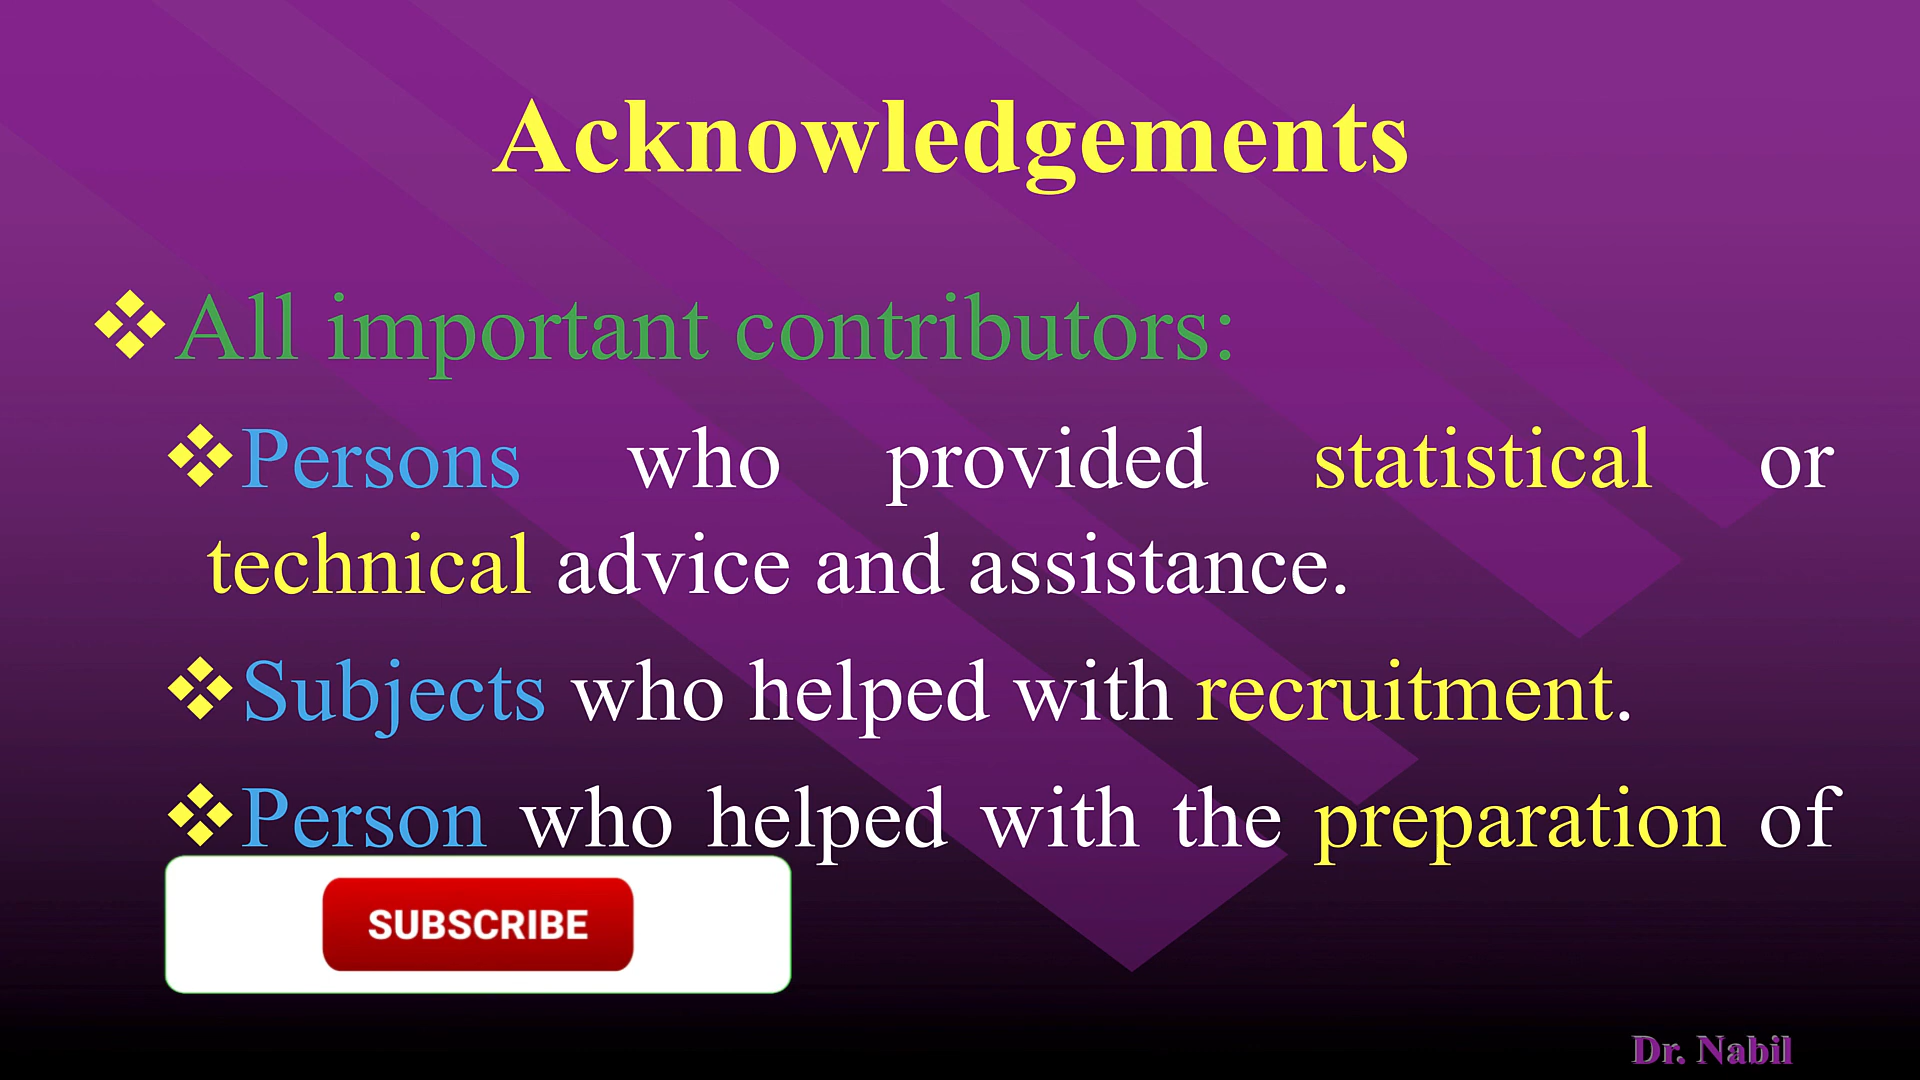 Acknowledgements
❖All important contributors:
❖Persons who provided statistical or
technical advice and assistance.
❖Subjects who helped with recruitment.
❖Person who helped with the preparation of
SUBSCRIBE
Dr. Nabil